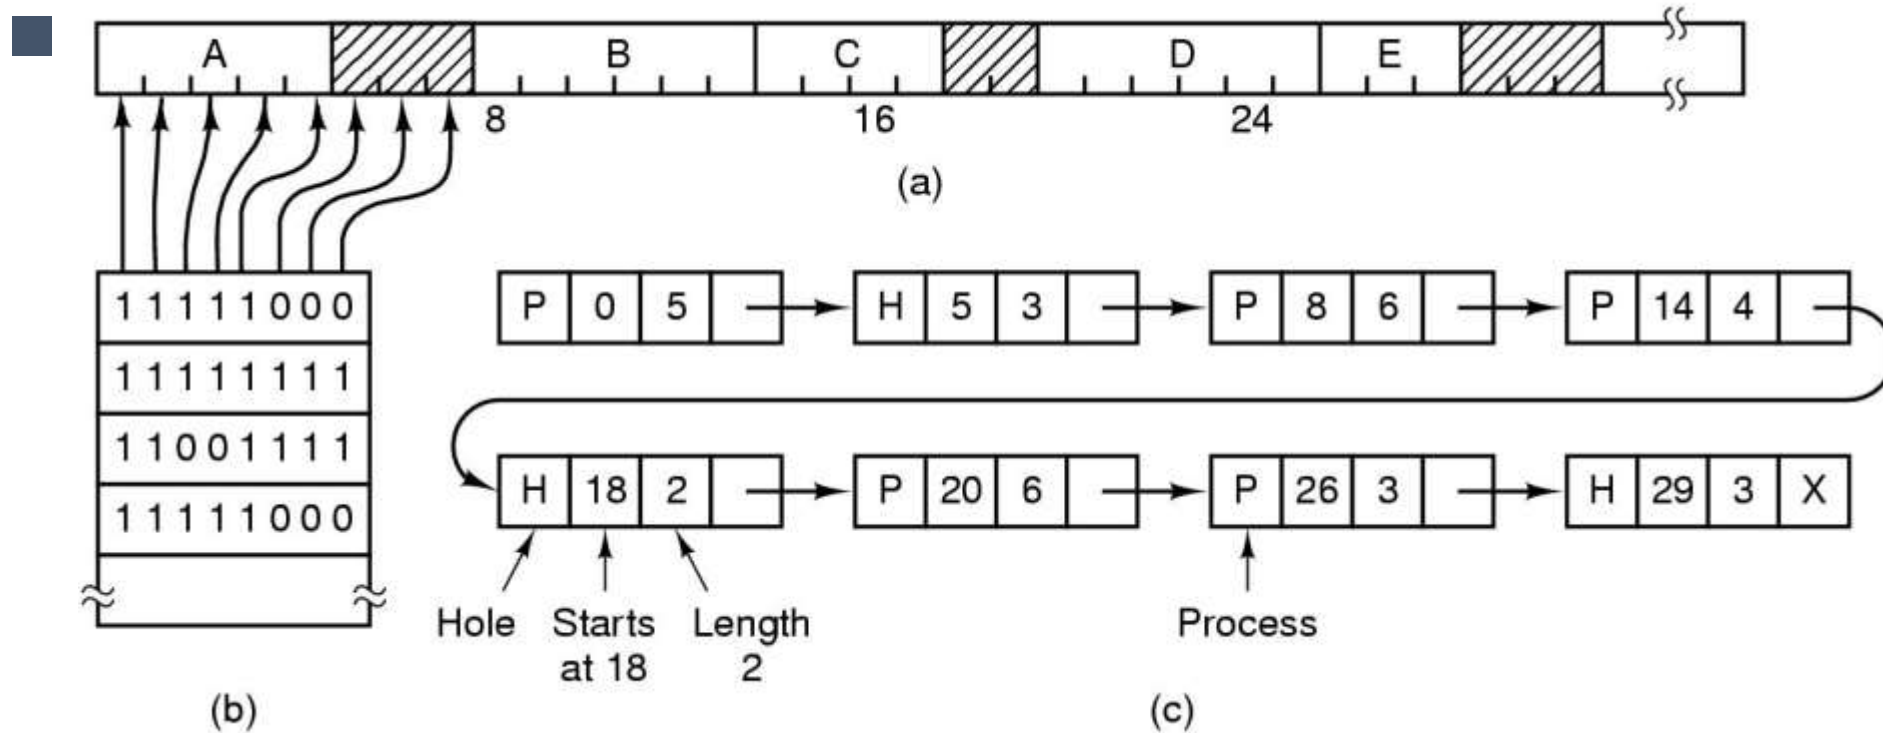 A B C D E
8 16 24
(a)
1 1 1 1 1 0 0 0
1 1 1 1 1 1 1 1
1 1 0 0 1 1 1 1
1 1 1 1 1 0 0 0
(b)
P 0 5 H 5 3 P 8 6 P 14 4
H 18 2 P 20 6 P 26 3 H 29 3 X
Hole Starts Length Process
at 18 2
(c)